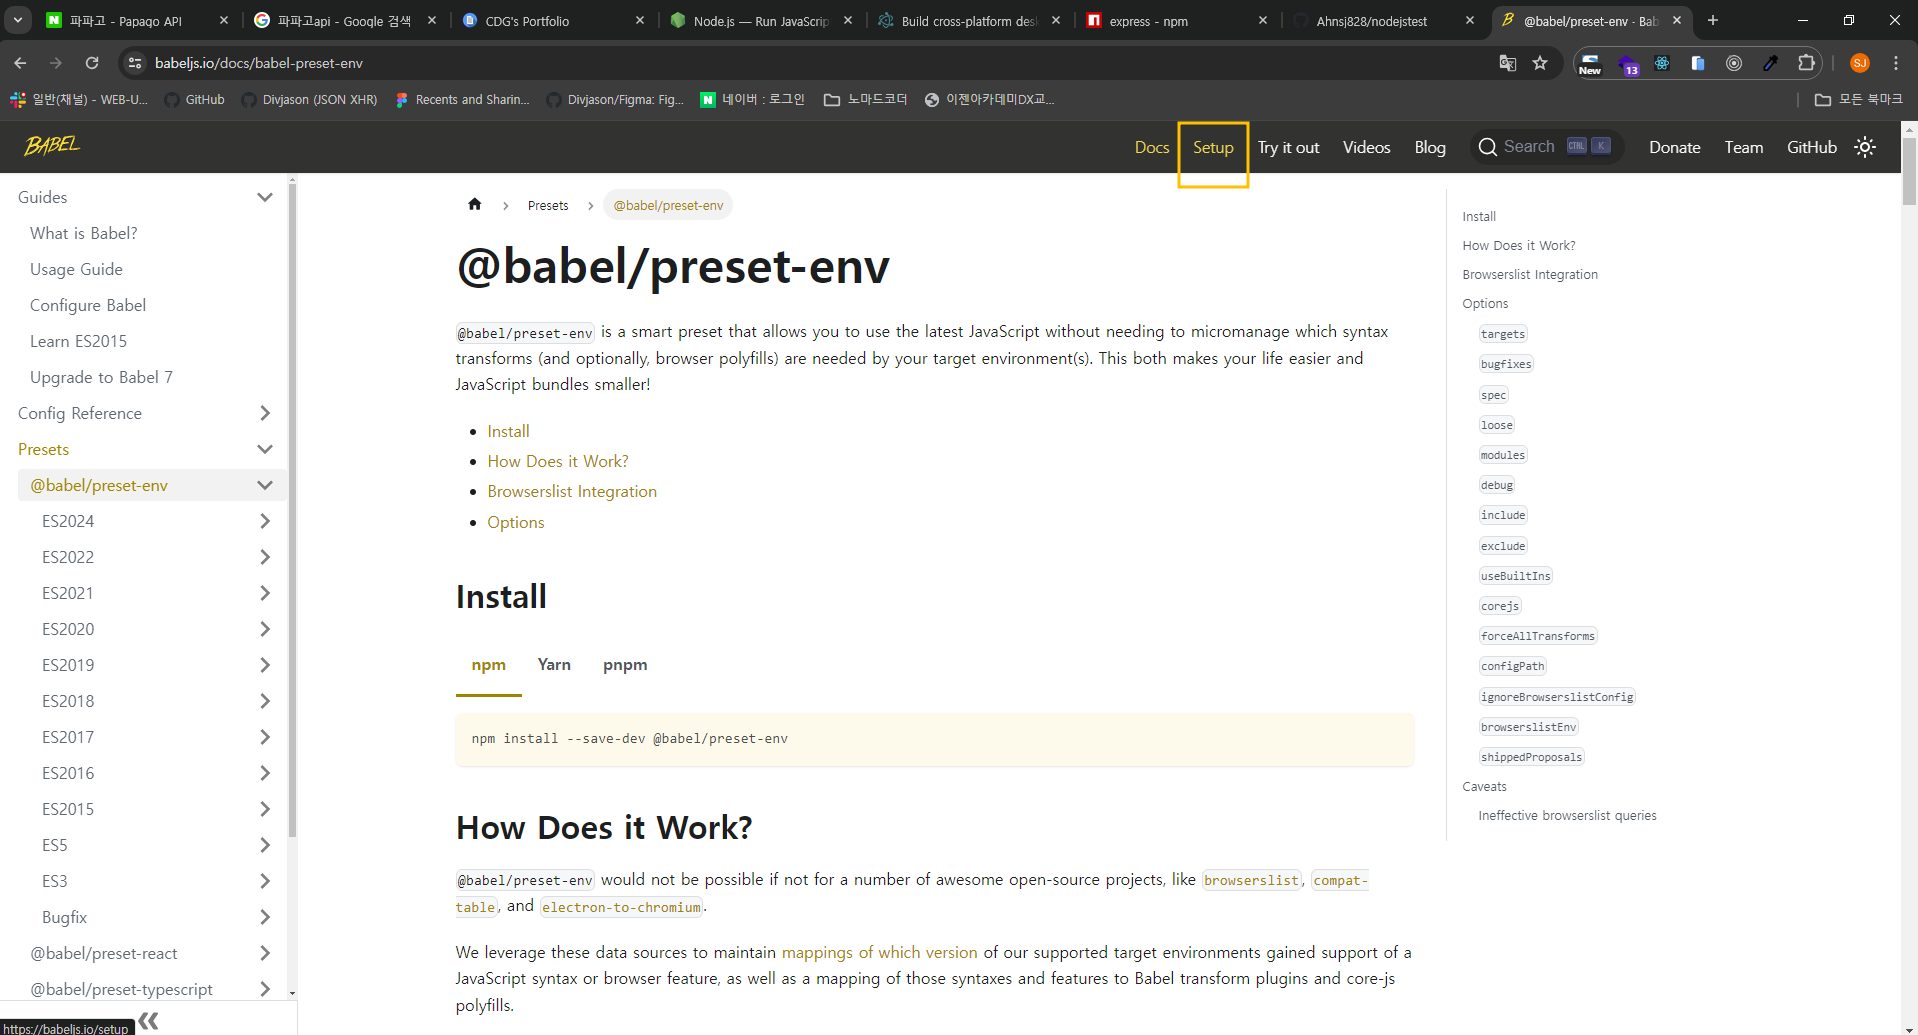 파파고 - Papago API
파파고api - Google 검색
CDG's Portfolio
Node.js — Run JavaScript
Build cross-platform desk
express - npm
Ahnsj828/nodejstest
@babel/preset-env · Bab
babeljs.io/docs/babel-preset-env
New
13
SJ
일반(채널) - WEB-U...
GitHub
Divjason (JSON XHR)
Recents and Sharin...
Divjason/Figma: Fig...
네이버 : 로그인
노마드코더
이젠아카데미DX교...
모든 북마크
BABEL
Docs
Setup
Try it out
Videos
Blog
Search
CTRL
K
Donate
Team
GitHub
Guides
What is Babel?
Usage Guide
Configure Babel
Learn ES2015
Upgrade to Babel 7
Config Reference
Presets
@babel/preset-env
ES2024
ES2022
ES2021
ES2020
ES2019
ES2018
ES2017
ES2016
ES2015
ES5
ES3
Bugfix
@babel/preset-react
@babel/preset-typescript
https://babeljs.io/setup
Presets
@babel/preset-env
@babel/preset-env
@babel/preset-env is a smart preset that allows you to use the latest JavaScript without needing to micromanage which syntax
transforms (and optionally, browser polyfills) are needed by your target environment(s). This both makes your life easier and
JavaScript bundles smaller!
Install
How Does it Work?
Browserslist Integration
Options
Install
npm
Yarn
pnpm
npm install --save-dev @babel/preset-env
How Does it Work?
@babel/preset-env would not be possible if not for a number of awesome open-source projects, like browserslist, compat-
table, and electron-to-chromium.
We leverage these data sources to maintain mappings of which version of our supported target environments gained support of a
JavaScript syntax or browser feature, as well as a mapping of those syntaxes and features to Babel transform plugins and core-js
polyfills.
Install
How Does it Work?
Browserslist Integration
Options
targets
bugfixes
spec
loose
modules
debug
include
exclude
useBuiltIns
corejs
forceAllTransforms
configPath
ignoreBrowserslistConfig
browserslistEnv
shippedProposals
Caveats
Ineffective browserslist queries